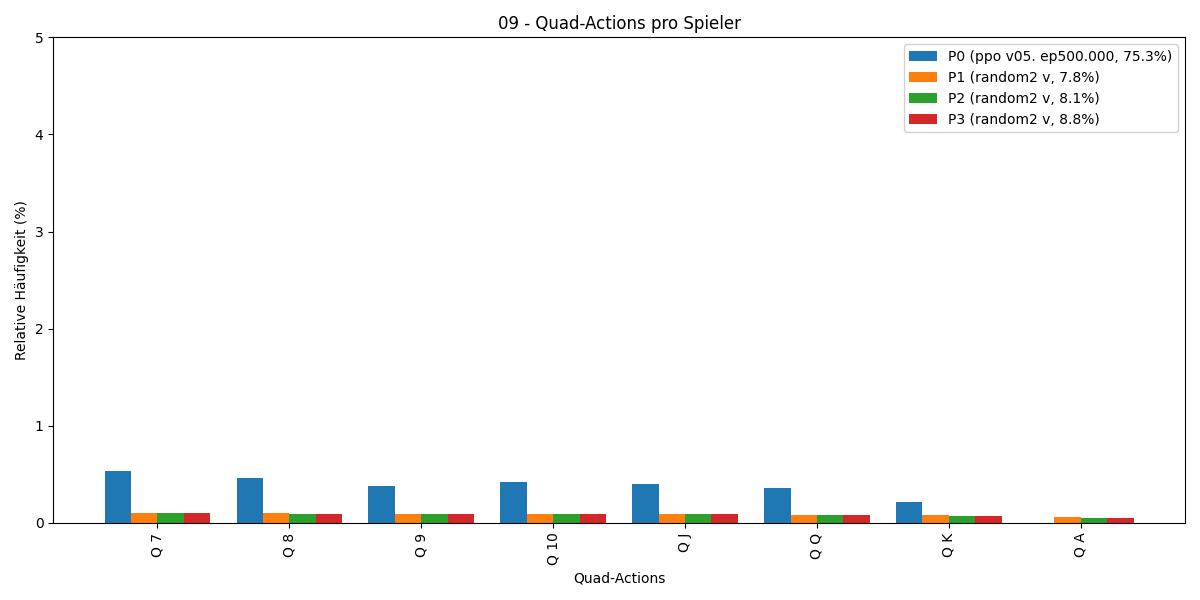 09 - Quad-Actions pro Spieler
Relative Häufigkeit (%)
5
4
3
2
1
0
P0 (ppo v05. ep500.000, 75.3%)
P1 (random2 v, 7.8%)
P2 (random2 v, 8.1%)
P3 (random2 v, 8.8%)
Q 7
Q 8
Q 9
Q 10
Q J
Q Q
Q K
Q A
Quad-Actions